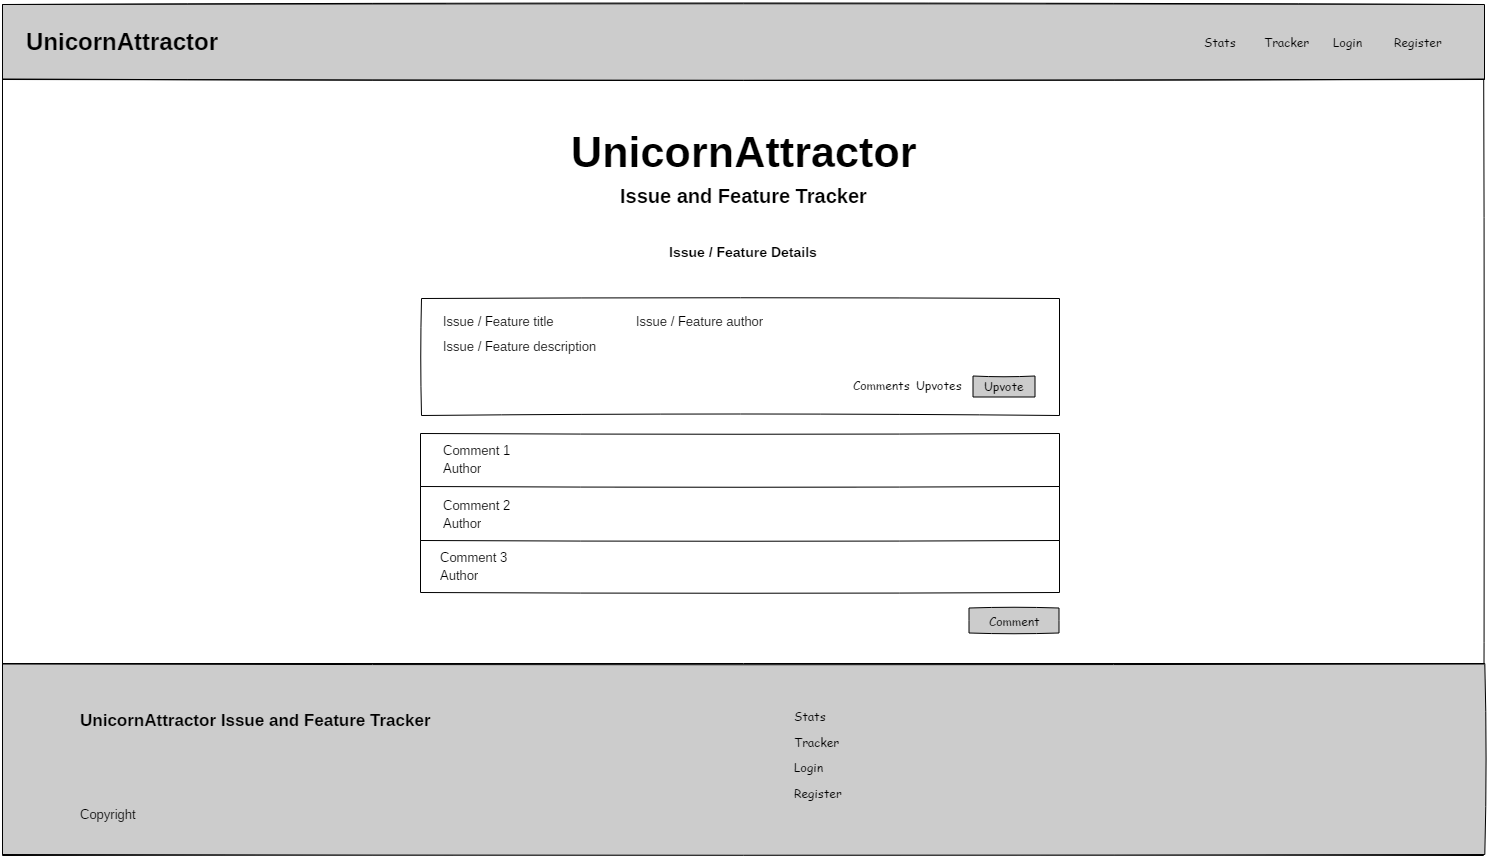 UnicornAttractor
Stats Tracker Login Register
UnicornAttractor
Issue and Feature Tracker
Issue / Feature Details
Issue / Feature title Issue / Feature author
Issue / Feature description
Comments Upvotes Upvote
Comment 1
Author
Comment 2
Author
Comment 3
Author
Comment
UnicornAttractor Issue and Feature Tracker
Stats
Tracker
Login
Register
Copyright